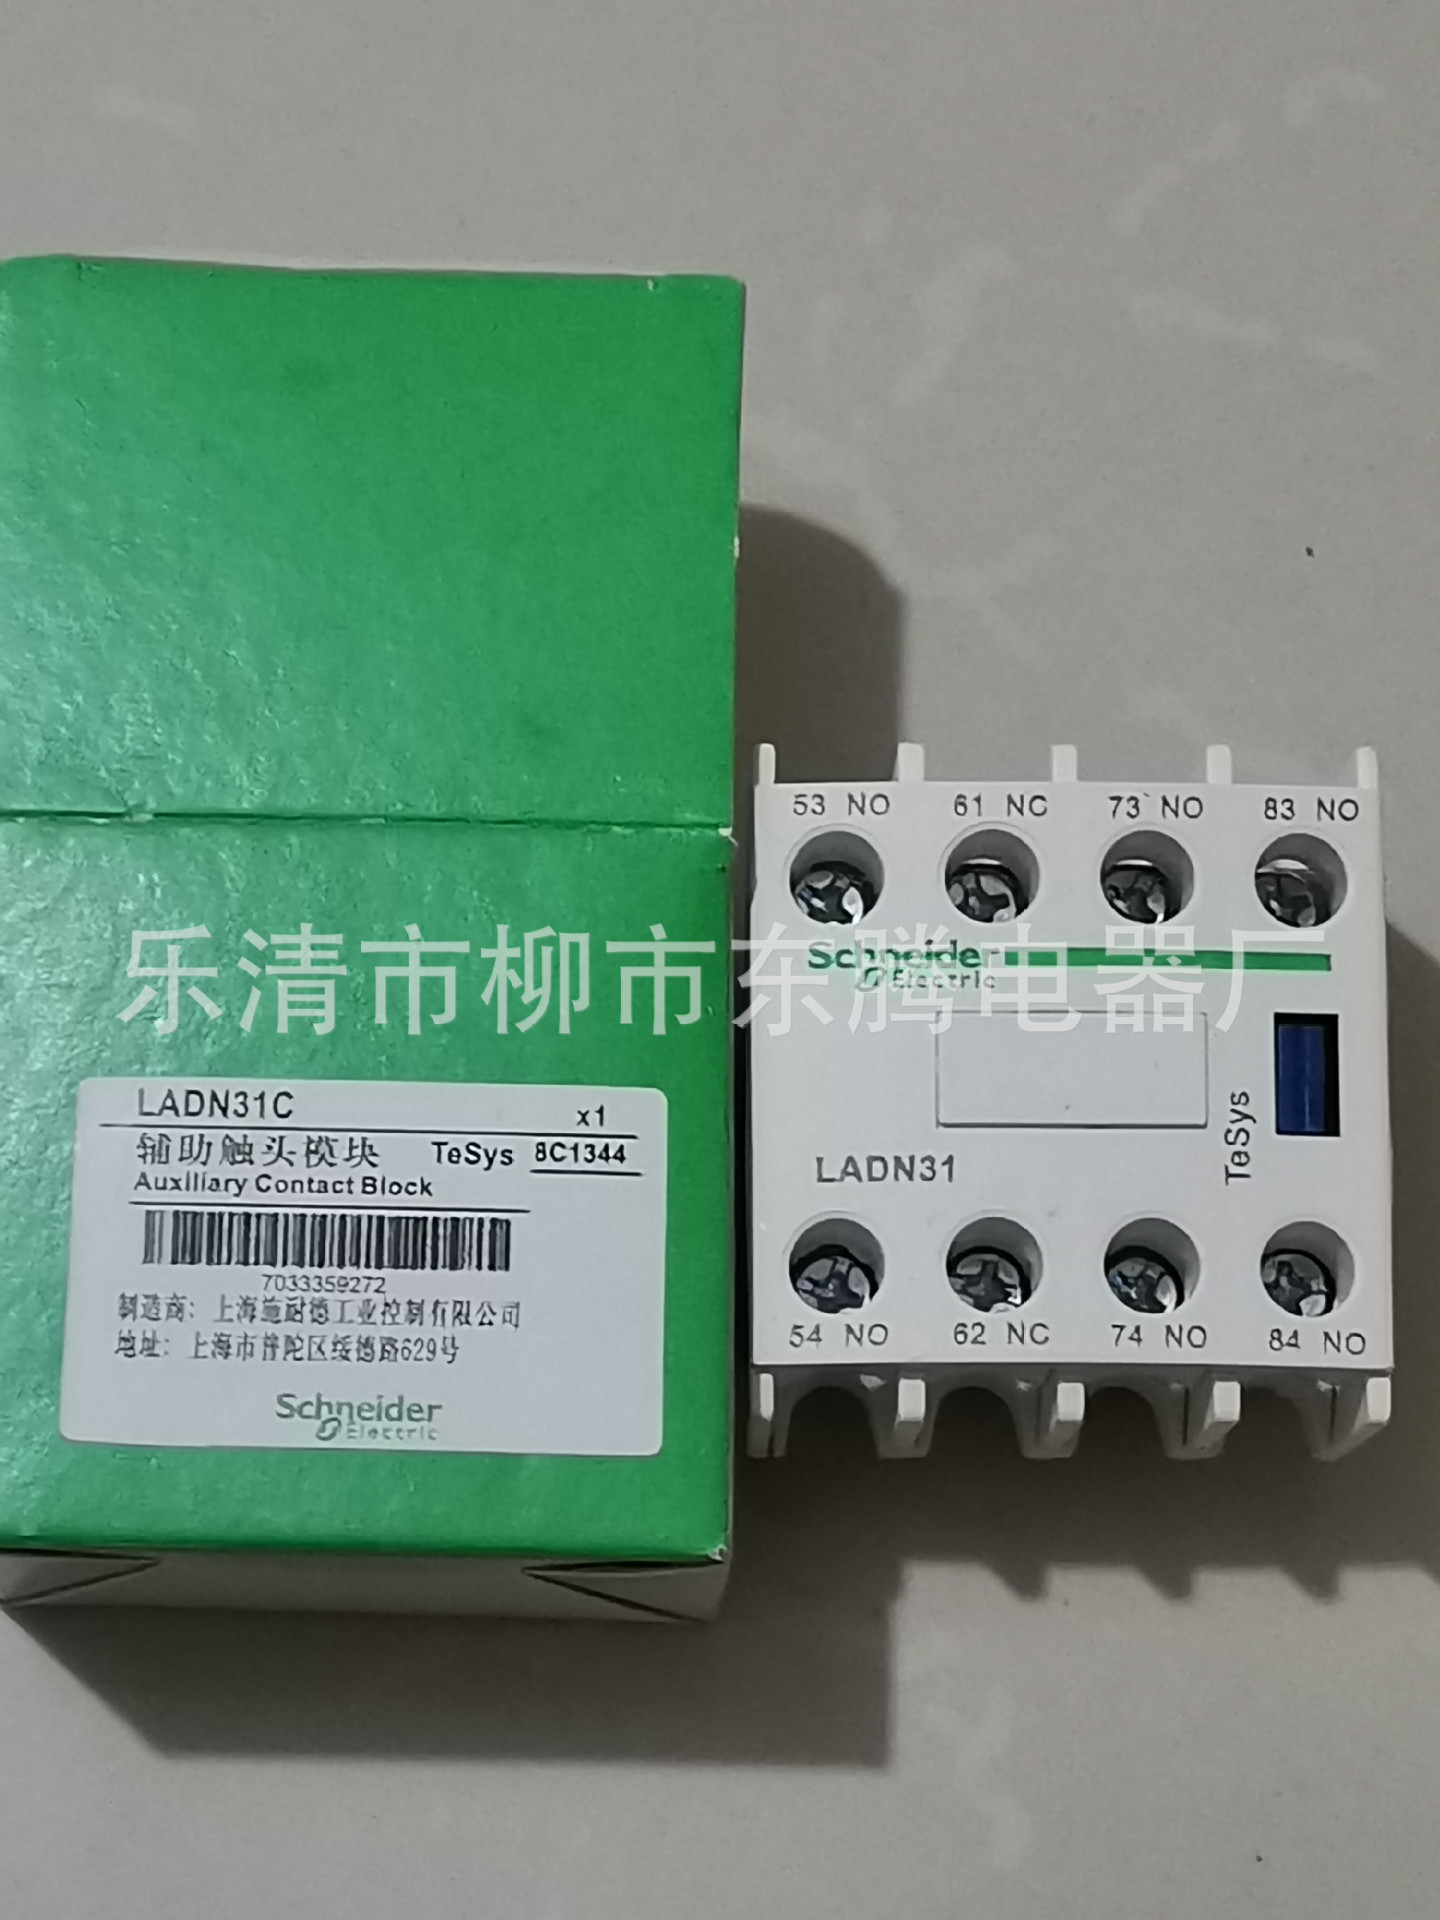 乐清市柳市东腾电器厂
LADN31C
x1
辅助触头模块 TeSys 8C1344
Auxiliary Contact Block
7033359272
制造商：上海施耐德工业控制有限公司
地址：上海市普陀区绥德路629号
Schneider
Electric
53 NO 61 NC 73 NO 83 NO
Schneider
Electric
TeSys
LADN31
54 NO 62 NC 74 NO 84 NO